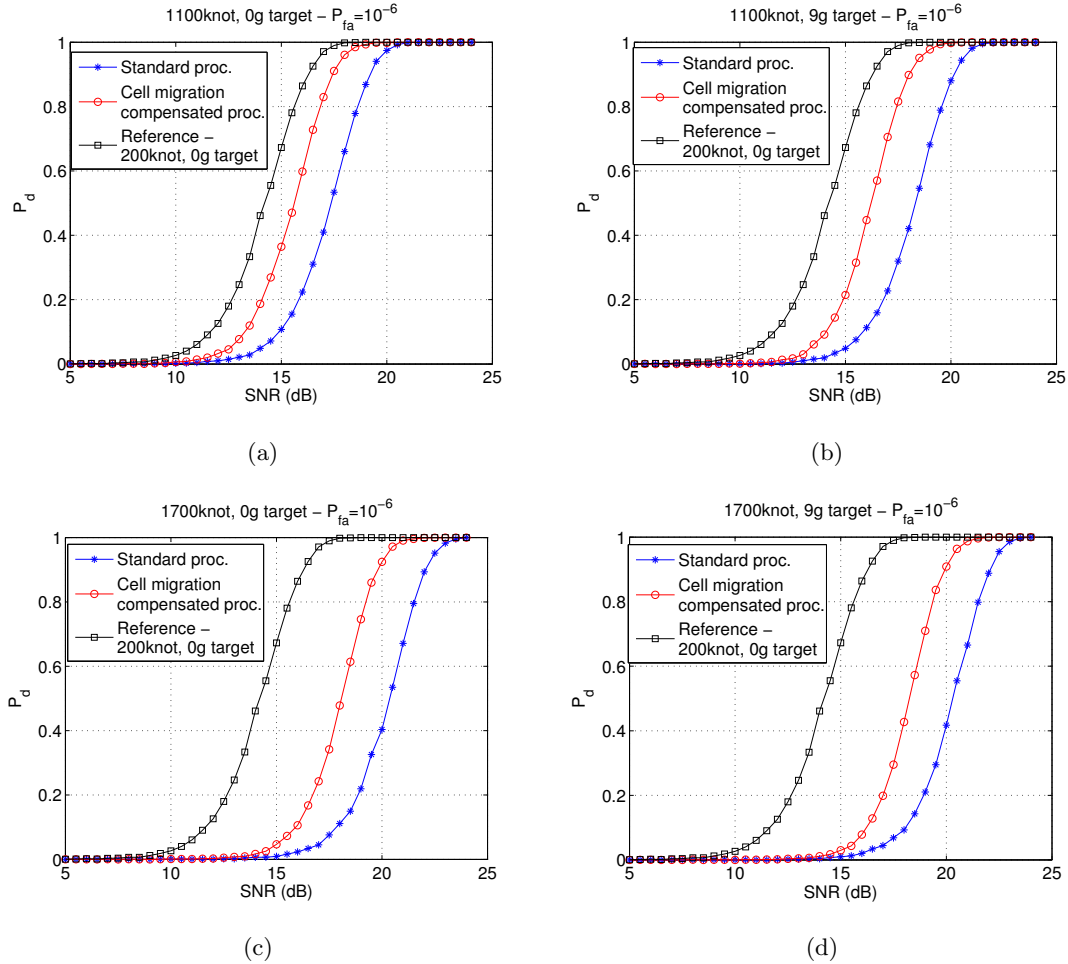 1100knot, 0g target − P_fa=10^−6
1
0.8
0.6
0.4
0.2
0
P_d
Standard proc.
Cell migration
compensated proc.
Reference −
200knot, 0g target
5 10 15 20 25
SNR (dB)
(a)
1100knot, 9g target − P_fa=10^−6
1
0.8
0.6
0.4
0.2
0
P_d
Standard proc.
Cell migration
compensated proc.
Reference −
200knot, 0g target
5 10 15 20 25
SNR (dB)
(b)
1700knot, 0g target − P_fa=10^−6
1
0.8
0.6
0.4
0.2
0
P_d
Standard proc.
Cell migration
compensated proc.
Reference −
200knot, 0g target
5 10 15 20 25
SNR (dB)
(c)
1700knot, 9g target − P_fa=10^−6
1
0.8
0.6
0.4
0.2
0
P_d
Standard proc.
Cell migration
compensated proc.
Reference −
200knot, 0g target
5 10 15 20 25
SNR (dB)
(d)